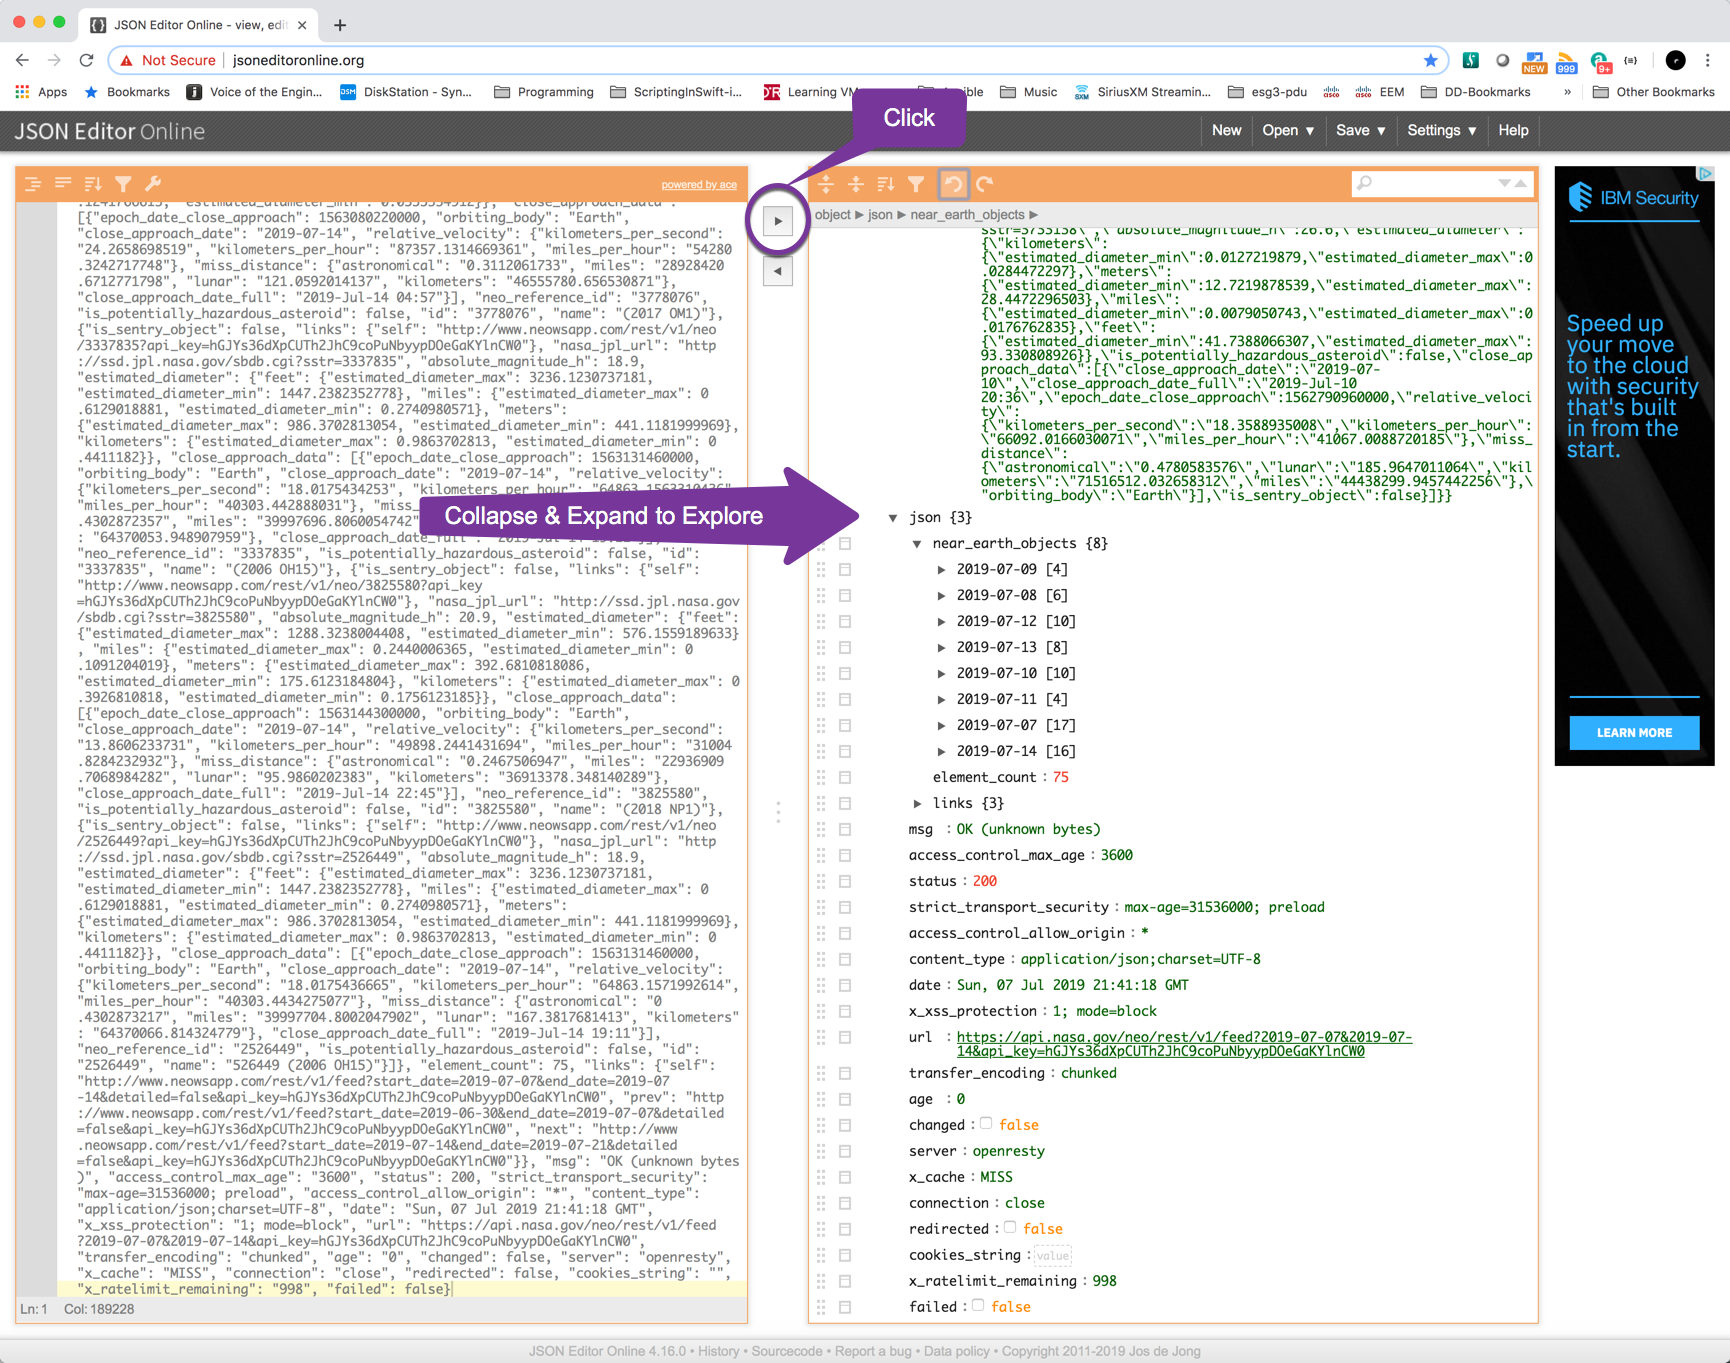 JSON Editor Online - view, edi
Not Secure
jsoneditoronline.org
NEW
999
9+
Apps
Bookmarks
Voice of the Engin...
DiskStation - Syn...
Programming
ScriptingInSwift-i...
Learning VM
ible
Music
SiriusXM Streamin...
esg3-pdu
EEM
DD-Bookmarks
»
Other Bookmarks
Click
JSON Editor Online
New
Open ▼
Save ▼
Settings ▼
Help
powered by ace
[{"epoch_date_close_approach": 1563080220000, "orbiting_body": "Earth",
"close_approach_date": "2019-07-14", "relative_velocity": {"kilometers_per_second":
"24.2658698519", "kilometers_per_hour": "87357.1314669361", "miles_per_hour": "54280
.3242717748"}, "miss_distance": {"astronomical": "0.3112061733", "miles": "28928420
.6712771798", "lunar": "121.0592014137", "kilometers": "46555780.656530871"},
"close_approach_date_full": "2019-Jul-14 04:57"}], "neo_reference_id": "3778076",
"is_potentially_hazardous_asteroid": false, "id": "3778076", "name": "(2017 OM1)"},
{"is_sentry_object": false, "links": {"self": "http://www.neowsapp.com/rest/v1/neo
/3337835?api_key=hGJYs36dXpCUTh2JhC9coPuNbyypDOeGaKYlnCW0"}, "nasa_jpl_url": "http
://ssd.jpl.nasa.gov/sbdb.cgi?sstr=3337835", "absolute_magnitude_h": 18.9,
"estimated_diameter": {"feet": {"estimated_diameter_max": 3236.1230737181,
"estimated_diameter_min": 1447.2382352778}, "miles": {"estimated_diameter_max": 0
.6129018881, "estimated_diameter_min": 0.2740980571}, "meters":
{"estimated_diameter_max": 986.3702813054, "estimated_diameter_min": 441.1181999969},
"kilometers": {"estimated_diameter_max": 0.9863702813, "estimated_diameter_min": 0
.4411182}}, "close_approach_data": [{"epoch_date_close_approach": 1563131460000,
"orbiting_body": "Earth", "close_approach_date": "2019-07-14", "relative_velocity":
{"kilometers_per_second": "18.0175434253", "kilometers_per_hour": "64863.1563310436",
"miles_per_hour": "40303.442888031"}, "miss_
.4302872357", "miles": "39997696.8060054742"
: "64370053.948907959"}, "close_approach_da
"neo_reference_id": "3337835", "is_potentially_hazardous_asteroid": false, "id":
"3337835", "name": "(2006 OH15)"}, {"is_sentry_object": false, "links": {"self":
"http://www.neowsapp.com/rest/v1/neo/3825580?api_key
=hGJYs36dXpCUTh2JhC9coPuNbyypDOeGaKYlnCW0"}, "nasa_jpl_url": "http://ssd.jpl.nasa.gov
/sbdb.cgi?sstr=3825580", "absolute_magnitude_h": 20.9, "estimated_diameter": {"feet":
{"estimated_diameter_max": 1288.3238004408, "estimated_diameter_min": 576.1559189633}
, "miles": {"estimated_diameter_max": 0.2440006365, "estimated_diameter_min": 0
.1091204019}, "meters": {"estimated_diameter_max": 392.6810818086,
"estimated_diameter_min": 175.6123184804}, "kilometers": {"estimated_diameter_max": 0
.3926810818, "estimated_diameter_min": 0.1756123185}}, "close_approach_data":
[{"epoch_date_close_approach": 1563144300000, "orbiting_body": "Earth",
"close_approach_date": "2019-07-14", "relative_velocity": {"kilometers_per_second":
"13.8606233731", "kilometers_per_hour": "49898.2441431694", "miles_per_hour": "31004
.8284232932"}, "miss_distance": {"astronomical": "0.2467506947", "miles": "22936909
.7068984282", "lunar": "95.9860202383", "kilometers": "36913378.348140289"},
"close_approach_date_full": "2019-Jul-14 22:45"}], "neo_reference_id": "3825580",
"is_potentially_hazardous_asteroid": false, "id": "3825580", "name": "(2018 NP1)"},
{"is_sentry_object": false, "links": {"self": "http://www.neowsapp.com/rest/v1/neo
/2526449?api_key=hGJYs36dXpCUTh2JhC9coPuNbyypDOeGaKYlnCW0"}, "nasa_jpl_url": "http
://ssd.jpl.nasa.gov/sbdb.cgi?sstr=2526449", "absolute_magnitude_h": 18.9,
"estimated_diameter": {"feet": {"estimated_diameter_max": 3236.1230737181,
"estimated_diameter_min": 1447.2382352778}, "miles": {"estimated_diameter_max": 0
.6129018881, "estimated_diameter_min": 0.2740980571}, "meters":
{"estimated_diameter_max": 986.3702813054, "estimated_diameter_min": 441.1181999969},
"kilometers": {"estimated_diameter_max": 0.9863702813, "estimated_diameter_min": 0
.4411182}}, "close_approach_data": [{"epoch_date_close_approach": 1563131460000,
"orbiting_body": "Earth", "close_approach_date": "2019-07-14", "relative_velocity":
{"kilometers_per_second": "18.0175436665", "kilometers_per_hour": "64863.1571992614",
"miles_per_hour": "40303.4434275077"}, "miss_distance": {"astronomical": "0
.4302873217", "miles": "39997704.8002047902", "lunar": "167.3817681413", "kilometers"
: "64370066.814324779"}, "close_approach_date_full": "2019-Jul-14 19:11"}],
"neo_reference_id": "2526449", "is_potentially_hazardous_asteroid": false, "id":
"2526449", "name": "526449 (2006 OH15)"}]}, "element_count": 75, "links": {"self":
"http://www.neowsapp.com/rest/v1/feed?start_date=2019-07-07&end_date=2019-07
-14&detailed=false&api_key=hGJYs36dXpCUTh2JhC9coPuNbyypDOeGaKYlnCW0", "prev": "http
://www.neowsapp.com/rest/v1/feed?start_date=2019-06-30&end_date=2019-07-07&detailed
=false&api_key=hGJYs36dXpCUTh2JhC9coPuNbyypDOeGaKYlnCW0", "next": "http://www
.neowsapp.com/rest/v1/feed?start_date=2019-07-14&end_date=2019-07-21&detailed
=false&api_key=hGJYs36dXpCUTh2JhC9coPuNbyypDOeGaKYlnCW0"}}, "msg": "OK (unknown bytes
)", "access_control_max_age": "3600", "status": 200, "strict_transport_security":
"max-age=31536000; preload", "access_control_allow_origin": "*", "content_type":
"application/json;charset=UTF-8", "date": "Sun, 07 Jul 2019 21:41:18 GMT",
"x_xss_protection": "1; mode=block", "url": "https://api.nasa.gov/neo/rest/v1/feed
?2019-07-07&2019-07-14&api_key=hGJYs36dXpCUTh2JhC9coPuNbyypDOeGaKYlnCW0",
"transfer_encoding": "chunked", "age": "0", "changed": false, "server": "openresty",
"x_cache": "MISS", "connection": "close", "redirected": false, "cookies_string": "",
"x_ratelimit_remaining": "998", "failed": false}
Ln: 1 Col: 189228
Collapse & Expand to Explore
object ► json ► near_earth_objects ►
sstr=5733158\",\"absolute_magnitude_h\":26.6,\"estimated_diameter\":
{\"kilometers\":
{\"estimated_diameter_min\":0.0127219879,\"estimated_diameter_max\":0
.0284472297},\"meters\":
{\"estimated_diameter_min\":12.7219878539,\"estimated_diameter_max\":
28.4472296503},\"miles\":
{\"estimated_diameter_min\":0.0079050743,\"estimated_diameter_max\":0
.0176762835},\"feet\":
{\"estimated_diameter_min\":41.7388066307,\"estimated_diameter_max\":
93.330808926}},\"is_potentially_hazardous_asteroid\":false,\"close_ap
proach_data\":[{\"close_approach_date\":\"2019-07-
10\",\"close_approach_date_full\":\"2019-Jul-10
20:36\",\"epoch_date_close_approach\":1562790960000,\"relative_veloci
ty\":
{\"kilometers_per_second\":\"18.3588935008\",\"kilometers_per_hour\":
\"66092.0166030071\",\"miles_per_hour\":\"41067.0088720185\"},\"miss_
distance\":
{\"astronomical\":\"0.4780583576\",\"lunar\":\"185.9647011064\",\"kil
ometers\":\"71516512.032658312\",\"miles\":\"44438299.9457442256\"},\
"orbiting_body\":\"Earth\"}],\"is_sentry_object\":false}]}}
▼ json {3}
▼ near_earth_objects {8}
► 2019-07-09 [4]
► 2019-07-08 [6]
► 2019-07-12 [10]
► 2019-07-13 [8]
► 2019-07-10 [10]
► 2019-07-11 [4]
► 2019-07-07 [17]
► 2019-07-14 [16]
element_count : 75
► links {3}
msg : OK (unknown bytes)
access_control_max_age : 3600
status : 200
strict_transport_security : max-age=31536000; preload
access_control_allow_origin : *
content_type : application/json;charset=UTF-8
date : Sun, 07 Jul 2019 21:41:18 GMT
x_xss_protection : 1; mode=block
url : https://api.nasa.gov/neo/rest/v1/feed?2019-07-07&2019-07-
14&api_key=hGJYs36dXpCUTh2JhC9coPuNbyypDOeGaKYlnCW0
transfer_encoding : chunked
age : 0
changed : false
server : openresty
x_cache : MISS
connection : close
redirected : false
cookies_string : value
x_ratelimit_remaining : 998
failed : false
IBM Security
Speed up
your move
to the cloud
with security
that's built
in from the
start.
LEARN MORE
JSON Editor Online 4.16.0 • History • Sourcecode • Report a bug • Data policy • Copyright 2011-2019 Jos de Jong